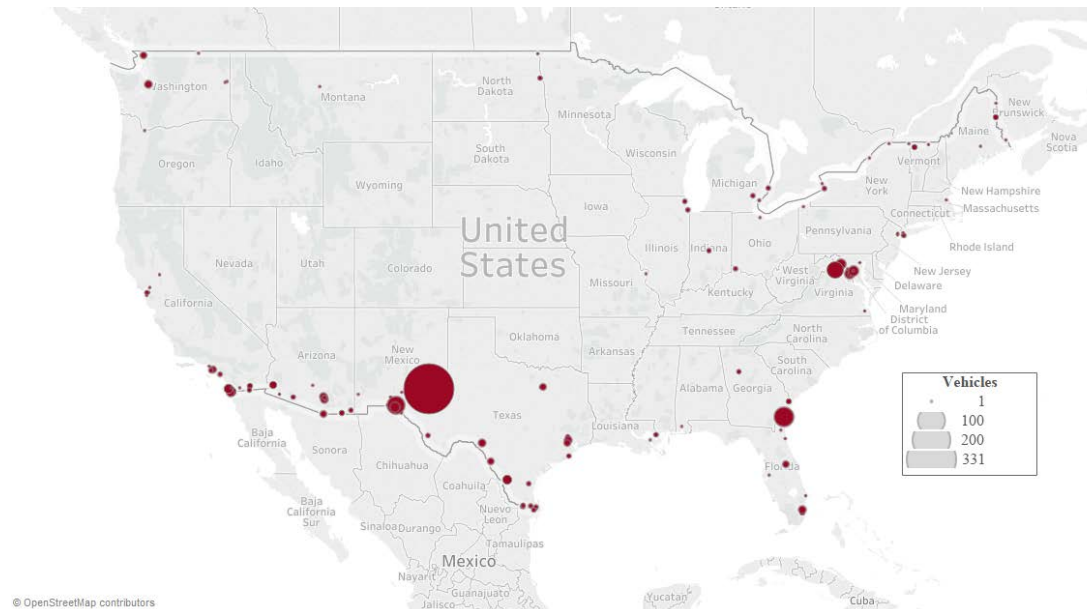 Ontario
Washington
Montana
North
Dakota
Minnesota
Maine
New
Brunswick
Nova
Scotia
Oregon
Idaho
South
Dakota
Wisconsin
Michigan
Vermont
New
York
New Hampshire
Massachusetts
Wyoming
Iowa
Connecticut
Pennsylvania
Rhode Island
Nevada
Utah
Colorado
United
States
Illinois
Indiana
Ohio
New Jersey
Delaware
West
Virginia
Virginia
Maryland
District
of Columbia
California
Missouri
Kentucky
Arizona
New
Mexico
Oklahoma
Arkansas
Tennessee
North
Carolina
South
Carolina
Alabama
Georgia
Texas
Louisiana
Baja
California
Sonora
Chihuahua
Coahuila
Florida
Baja
California
Sur
Sinaloa
Durango
Nuevo
Leon
Tamaulipas
Mexico
Nayarit
Guanajuato
Jalisco
Yucatan
Cuba
Vehicles
1
100
200
331
© OpenStreetMap contributors